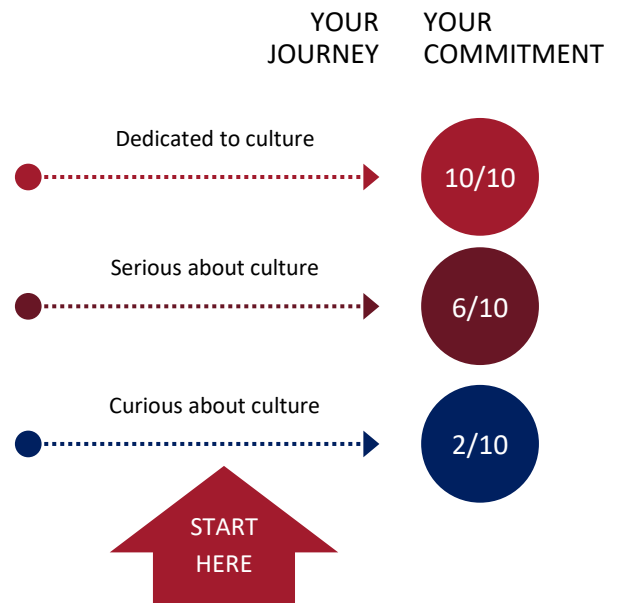 YOUR JOURNEY
YOUR COMMITMENT
Dedicated to culture
10/10
Serious about culture
6/10
Curious about culture
2/10
START
HERE